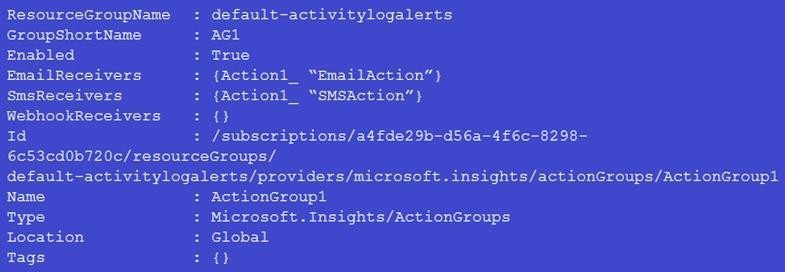 ResourceGroupName : default-activitylogalerts
GroupShortName : AG1
Enabled : True
EmailReceivers : {Action1_ “EmailAction”}
SmsReceivers : {Action1_ “SMSAction”}
WebhookReceivers : {}
Id : /subscriptions/a4fde29b-d56a-4f6c-8298-
6c53cd0b720c/resourceGroups/
default-activitylogalerts/providers/microsoft.insights/actionGroups/ActionGroup1
Name : ActionGroup1
Type : Microsoft.Insights/ActionGroups
Location : Global
Tags : {}